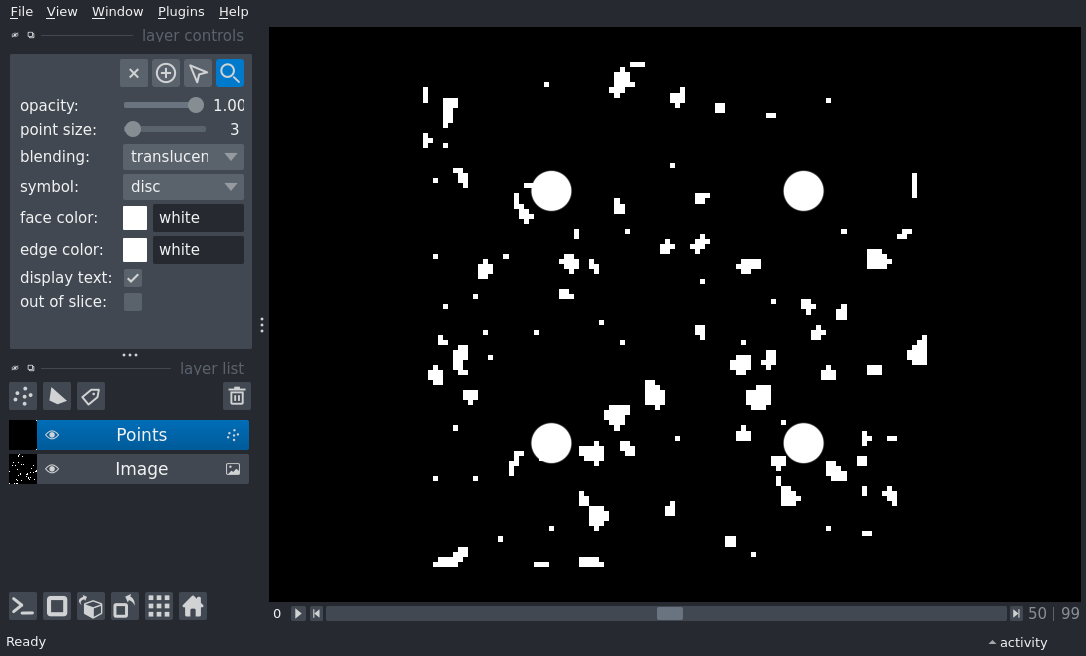 File View Window Plugins Help
layer controls
opacity: 1.00
point size: 3
blending: translucen
symbol: disc
face color: white
edge color: white
display text:
out of slice:
layer list
Points
Image
0 50 | 99
Ready activity